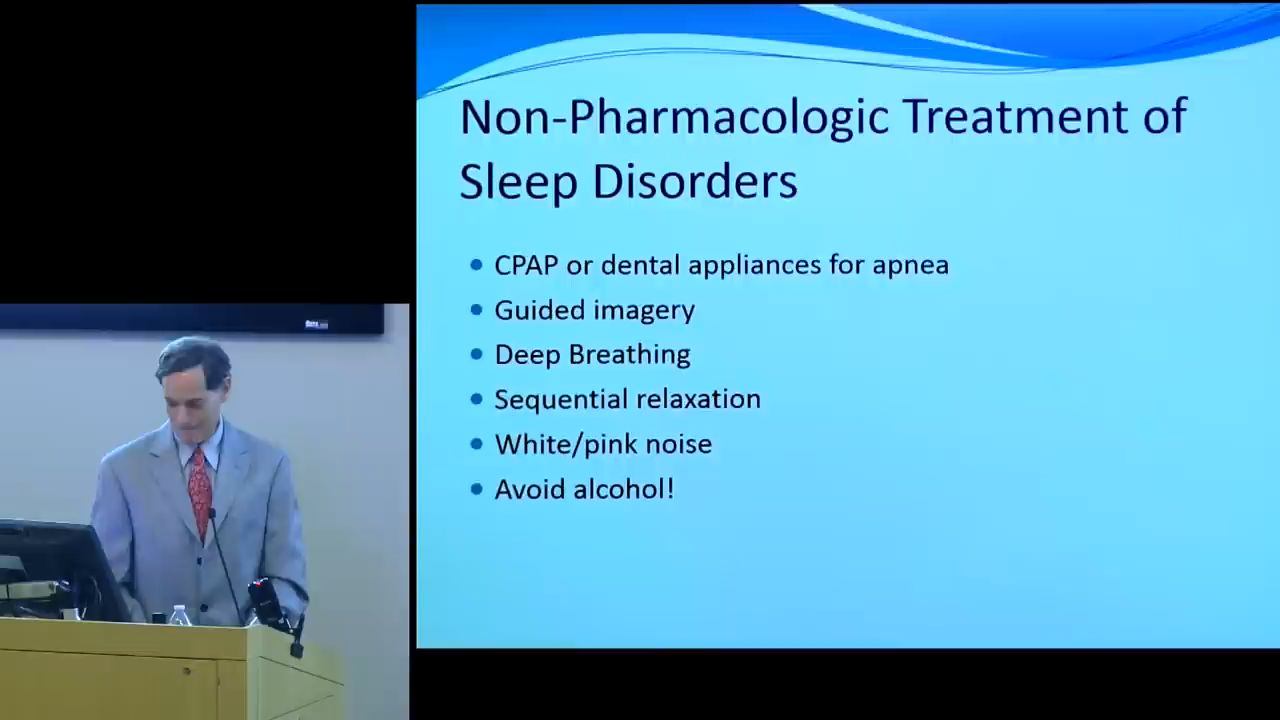 Non-Pharmacologic Treatment of
Sleep Disorders
CPAP or dental appliances for apnea
Guided imagery
Deep Breathing
Sequential relaxation
White/pink noise
Avoid alcohol!